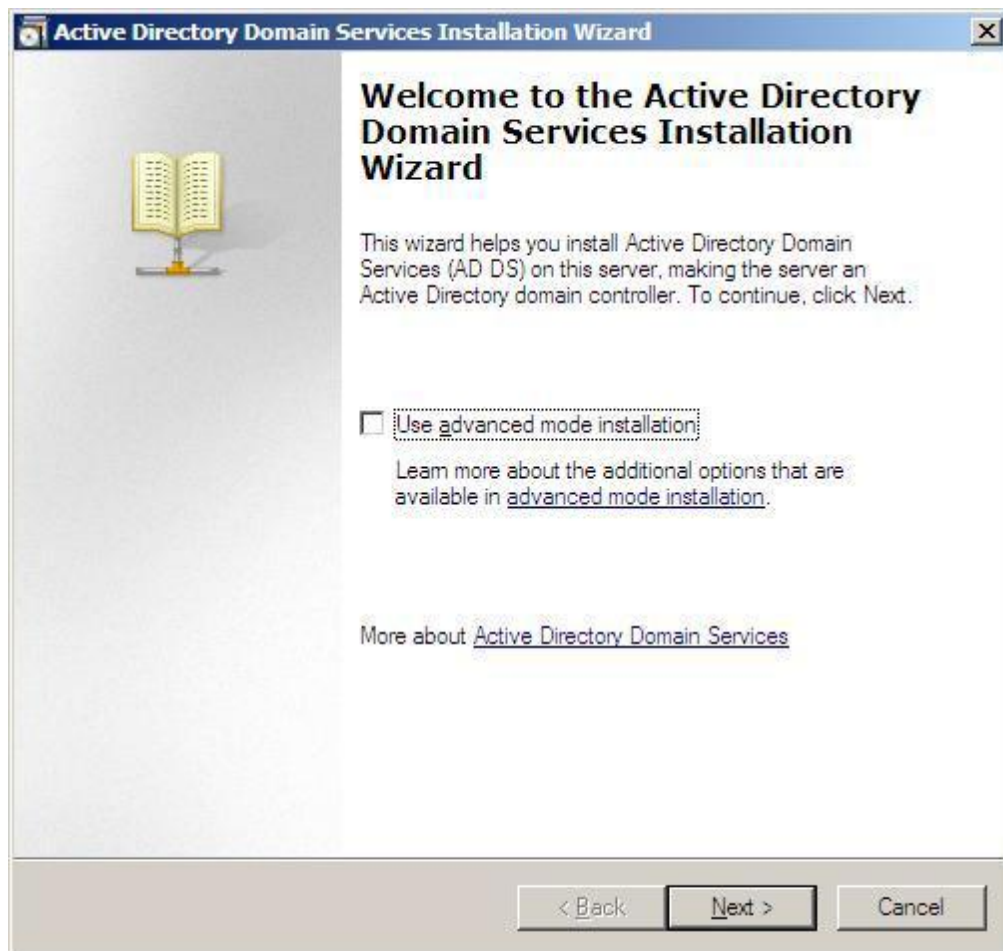 Active Directory Domain Services Installation Wizard
Welcome to the Active Directory
Domain Services Installation
Wizard
This wizard helps you install Active Directory Domain
Services (AD DS) on this server, making the server an
Active Directory domain controller. To continue, click Next.
Use advanced mode installation
Learn more about the additional options that are
available in advanced mode installation.
More about Active Directory Domain Services
< Back
Next >
Cancel